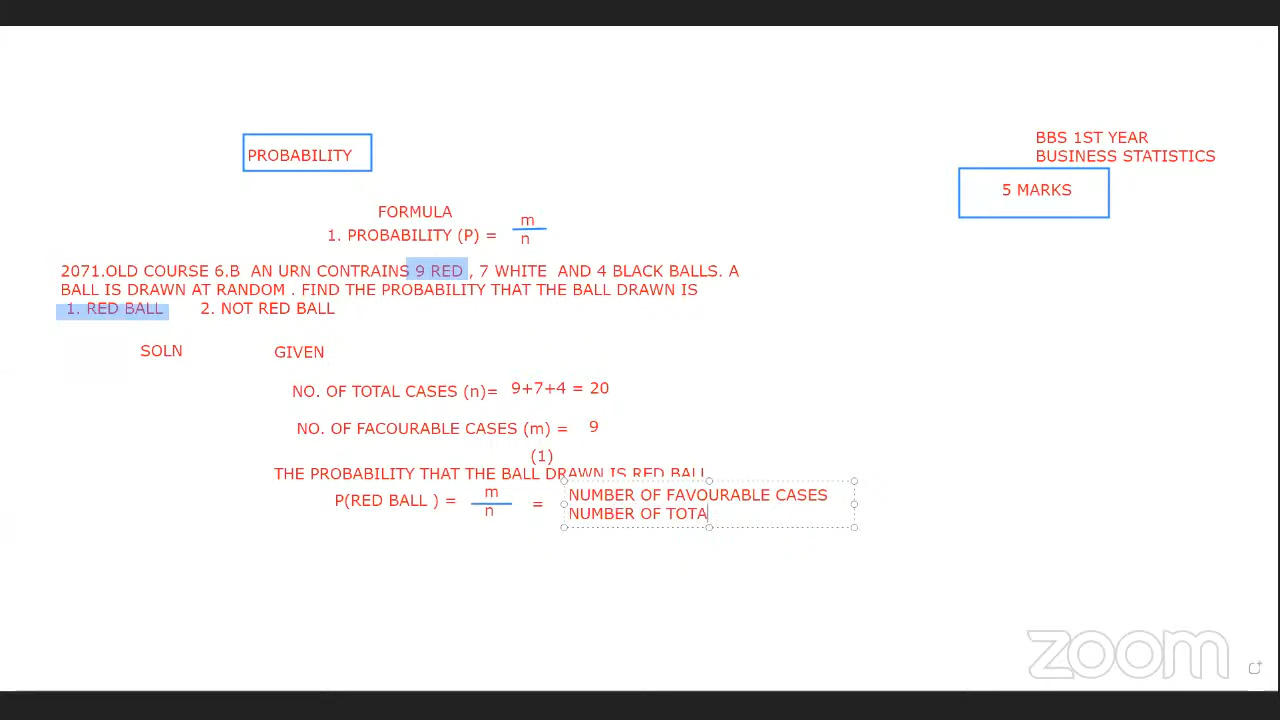 PROBABILITY
BBS 1ST YEAR
BUSINESS STATISTICS
5 MARKS
FORMULA
1. PROBABILITY (P) = m
n
2071.OLD COURSE 6.B AN URN CONTRAINS 9 RED , 7 WHITE AND 4 BLACK BALLS. A
BALL IS DRAWN AT RANDOM . FIND THE PROBABILITY THAT THE BALL DRAWN IS
1. RED BALL 2. NOT RED BALL
SOLN GIVEN
NO. OF TOTAL CASES (n)= 9+7+4 = 20
NO. OF FACOURABLE CASES (m) = 9
(1)
THE PROBABILITY THAT THE BALL DRAWN IS RED BALL
P(RED BALL ) = m
n
= NUMBER OF FAVOURABLE CASES
NUMBER OF TOTA
zoom